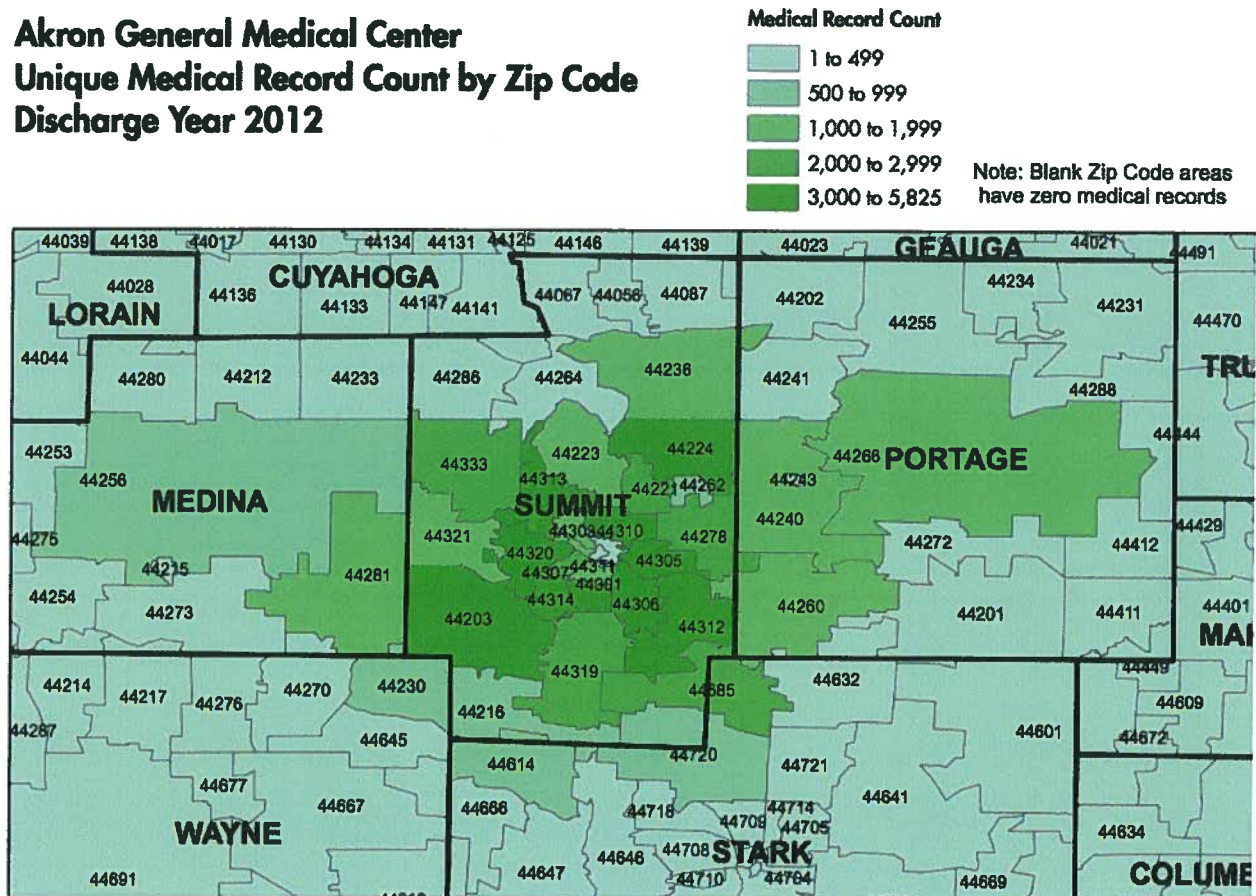 Akron General Medical Center
Unique Medical Record Count by Zip Code
Discharge Year 2012
Medical Record Count
1 to 499
500 to 999
1,000 to 1,999
2,000 to 2,999
3,000 to 5,825
Note: Blank Zip Code areas
have zero medical records
44039 44138 44017 44130 44134 44131 44125 44146 44139 44023 GEAUGA 44021
44491
44028 CUYAHOGA 44234
44136 44133 44147 44141 44067 44056 44087 44202 44231
LORAIN 44255 44470
44044 TRU
44280 44212 44233 44286 44264 44236 44241 44288
44253 44333 44223 44224 44444
44256 44313 44221 44262 44243 44266 PORTAGE
MEDINA SUMMIT
44275 44321 44310 44278 44240 44429
44320 44305 44272 44412
44215 44281 44307 44311
44254 44301
44273 44203 44314 44306 44312 44260 44201 44411 44401
MAI
44319 44449
44214 44217 44276 44270 44230 44216 44685 44632 44609
44287 44645 44601 44672
44614 44720 44721
44677 44667 44666 44718 44714 44641
WAYNE 44709 44705 44634
44646 44708 STARK
44691 44647 44710 44704 44669 COLUME